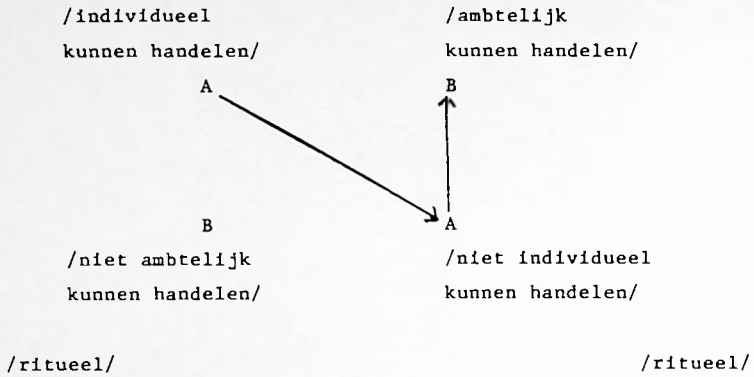 /individueel /ambtelijk
kunnen handelen/ kunnen handelen/
A B
B A
/niet ambtelijk /niet individueel
kunnen handelen/ kunnen handelen/
/ritueel/ /ritueel/